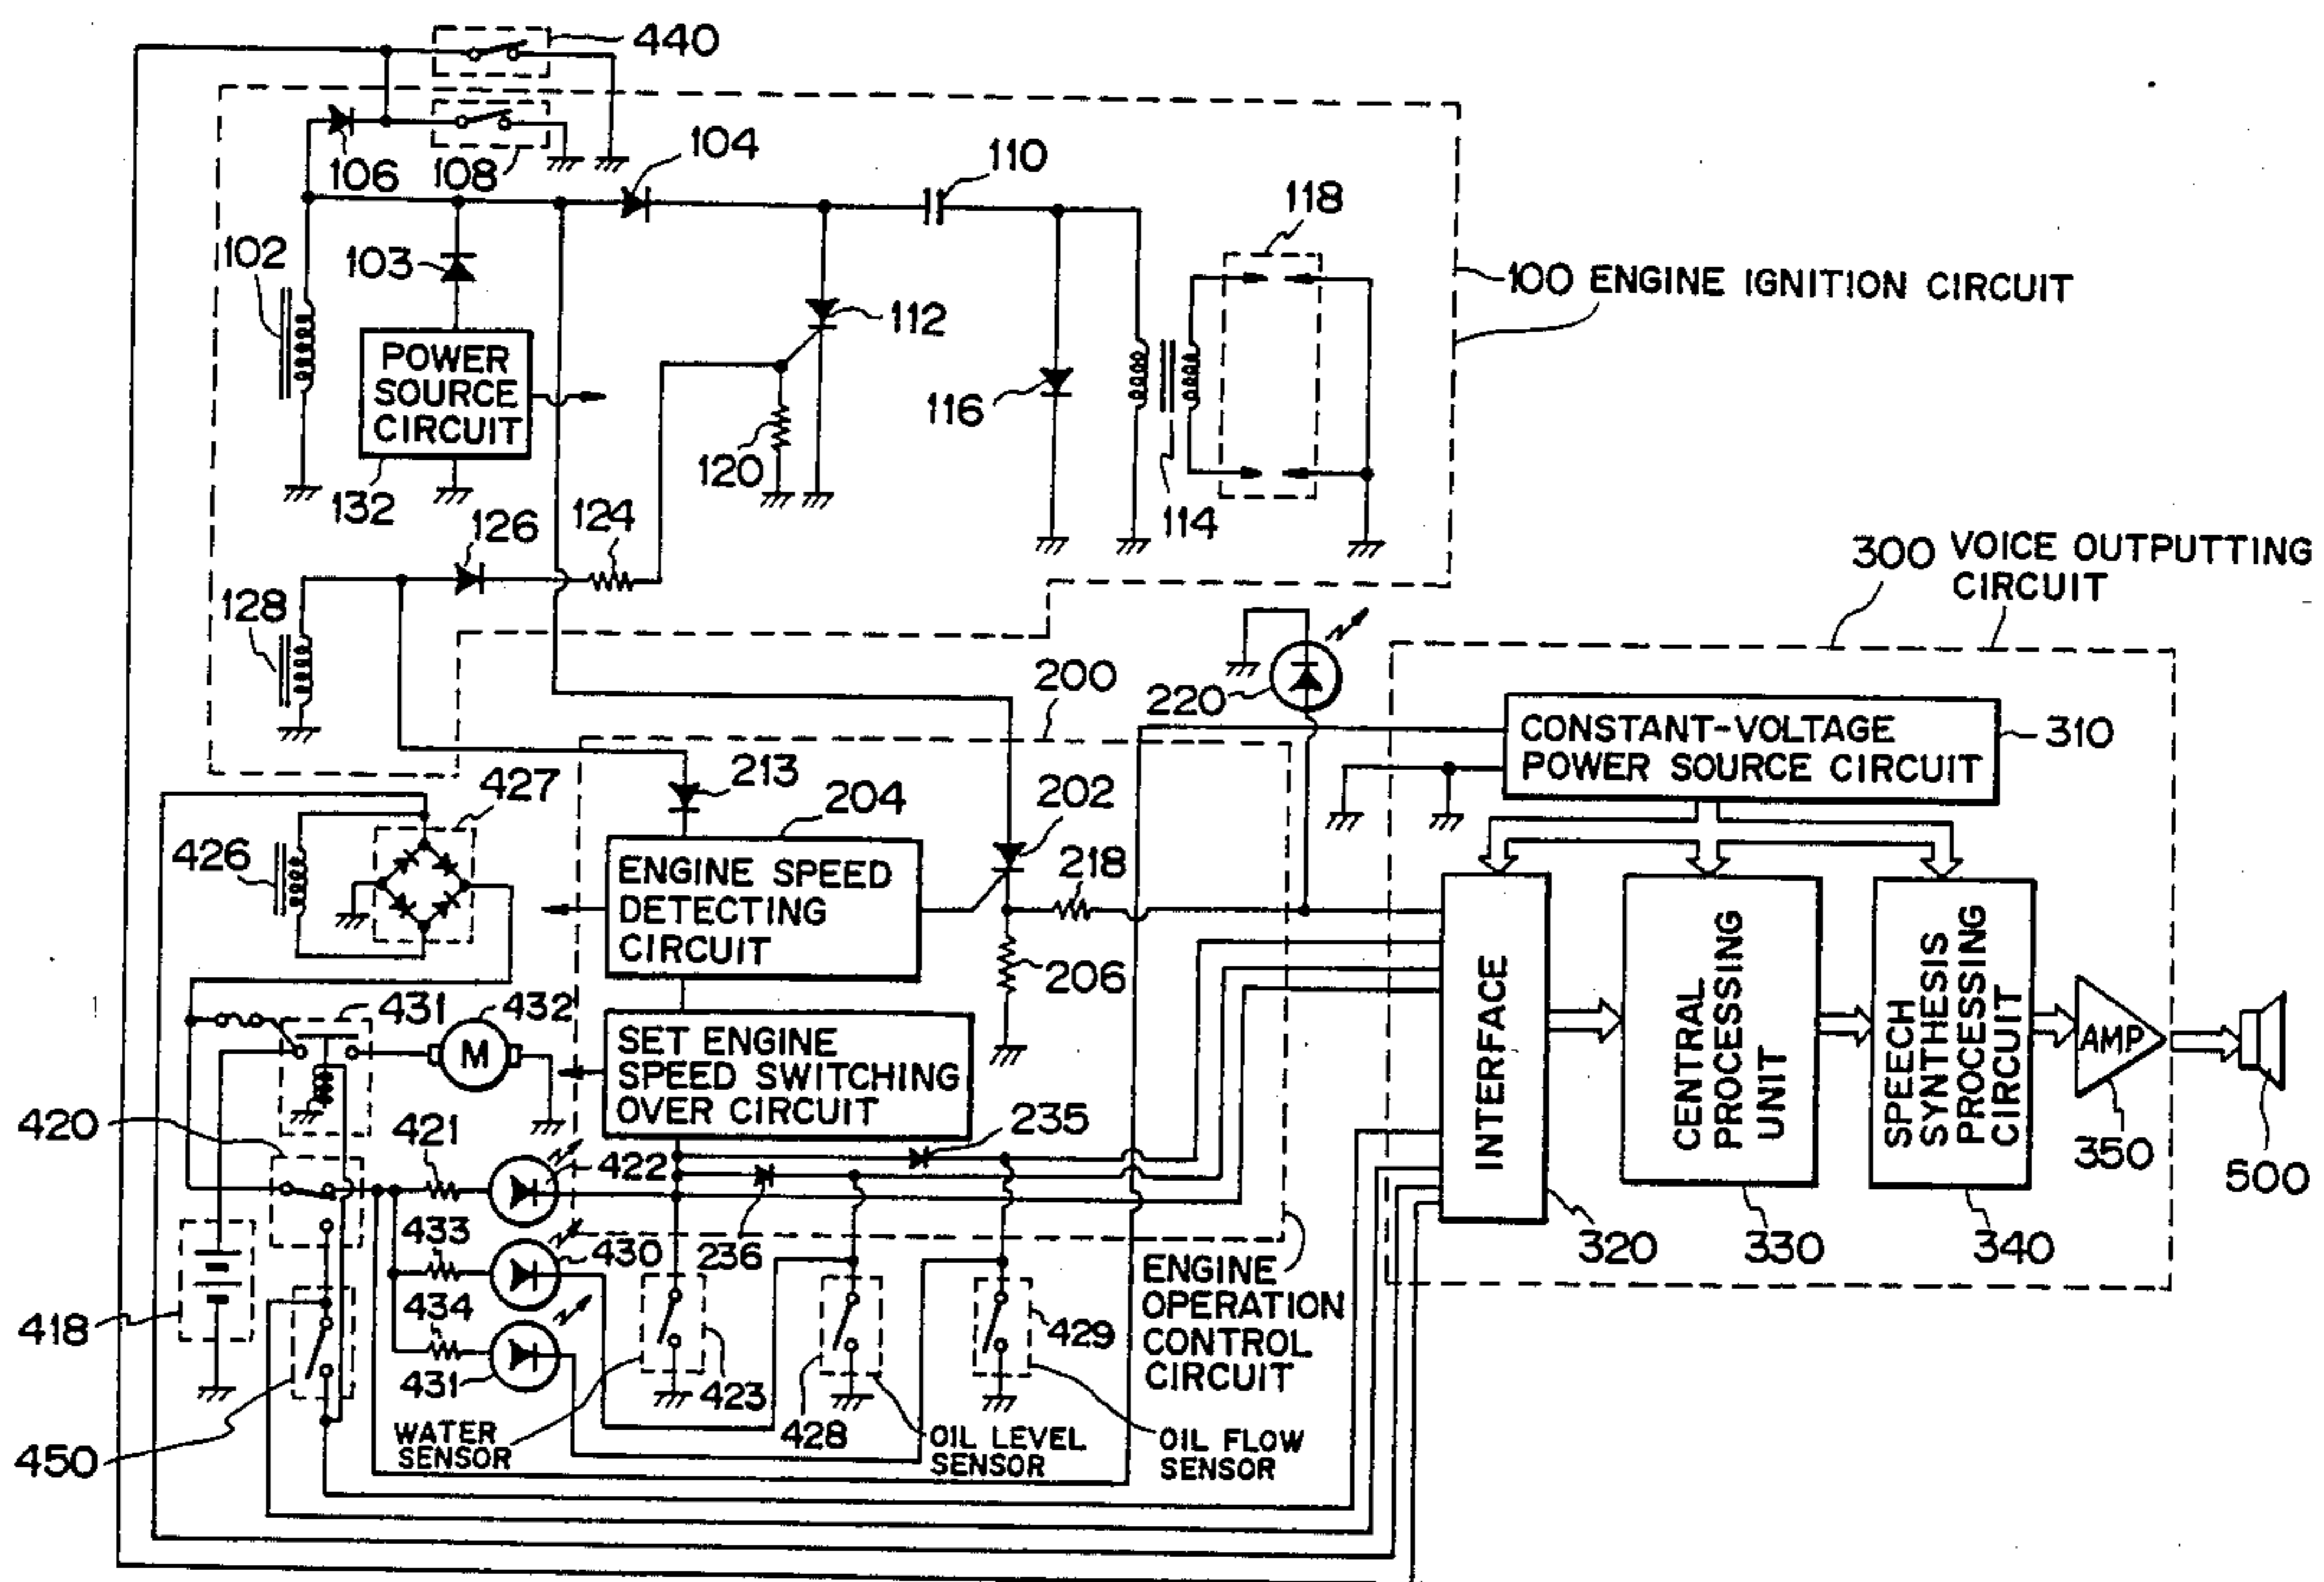 440
106
108
104
110
118
102
103
112
100 ENGINE IGNITION CIRCUIT
POWER
SOURCE
CIRCUIT
116
120
132
114
126
124
128
300 VOICE OUTPUTTING
CIRCUIT
200
220
CONSTANT-VOLTAGE
POWER SOURCE CIRCUIT
310
213
427
204
202
426
218
ENGINE SPEED
DETECTING
CIRCUIT
206
431
432
M
SET ENGINE
SPEED SWITCHING
OVER CIRCUIT
INTERFACE
CENTRAL
PROCESSING
UNIT
SPEECH
SYNTHESIS
PROCESSING
CIRCUIT
AMP
420
421
422
235
350
500
433
430
236
320
330
340
418
434
431
423
428
429
ENGINE
OPERATION
CONTROL
CIRCUIT
450
WATER
SENSOR
OIL LEVEL
SENSOR
OIL FLOW
SENSOR